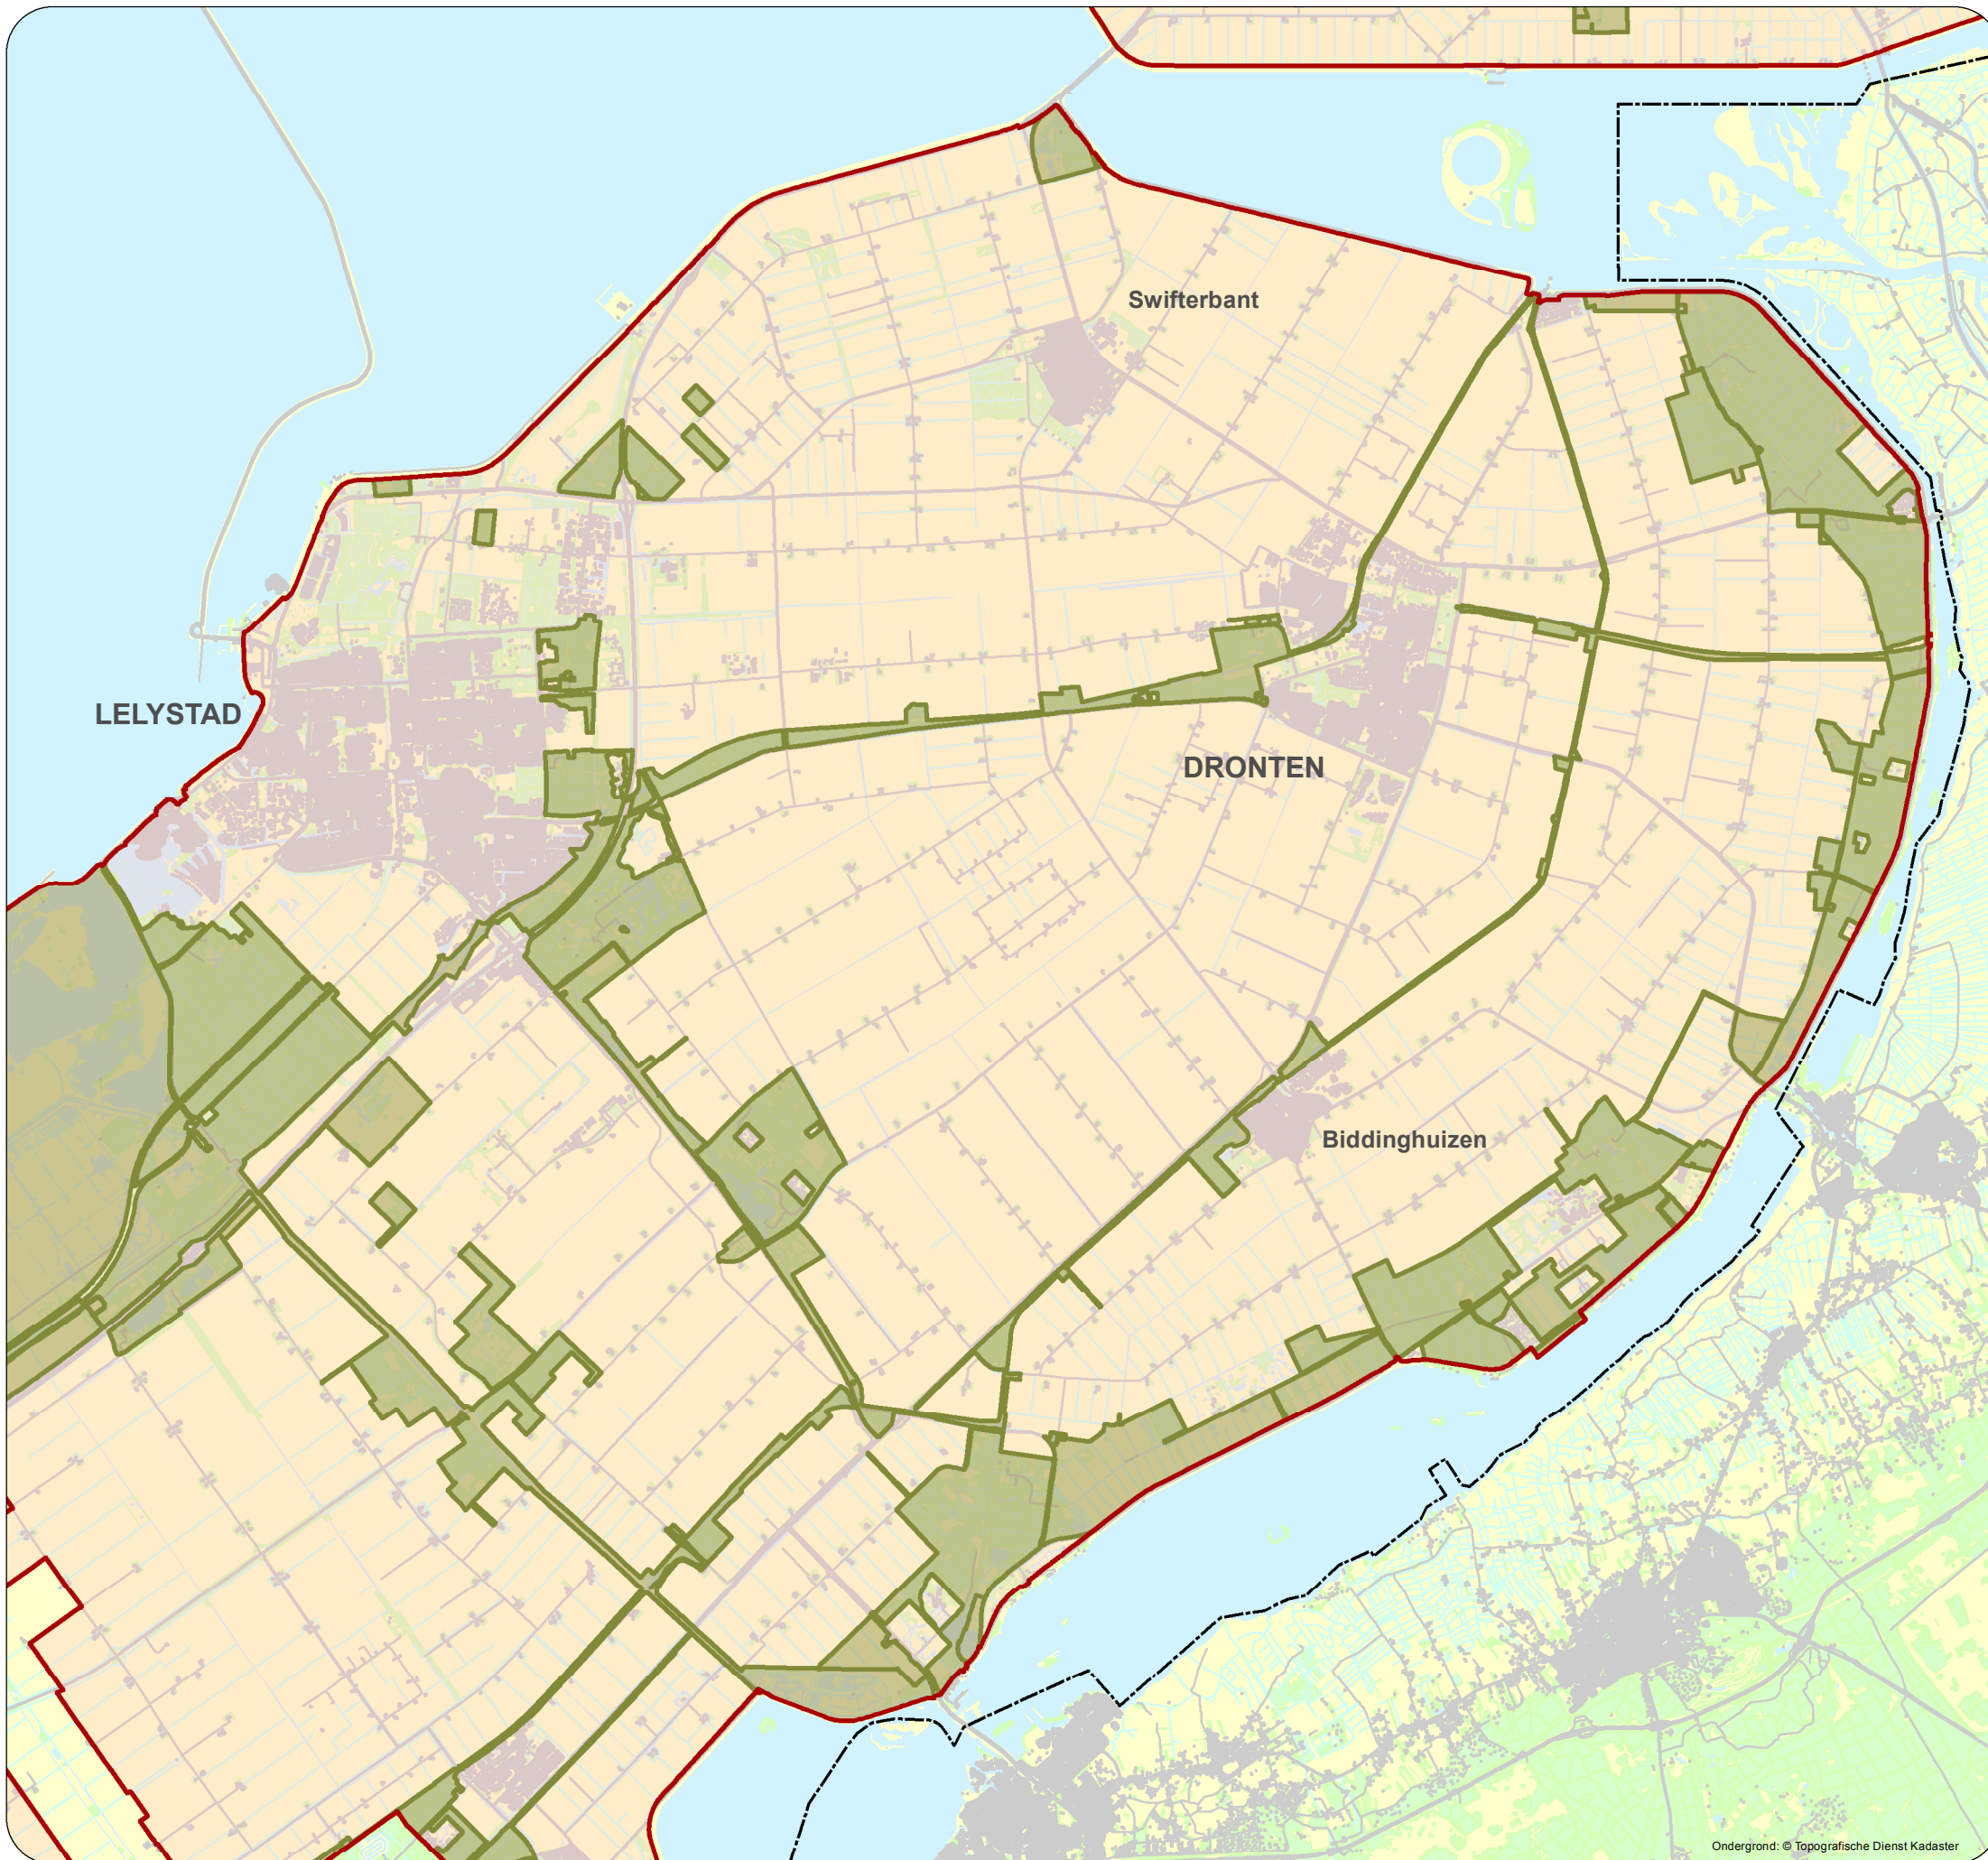 Swifterbant
LELYSTAD
DRONTEN
Biddinghuizen
Ondergrond: © Topografische Dienst Kadaster